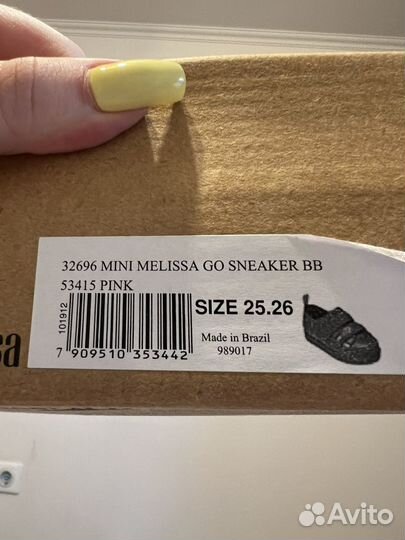 32696 MINI MELISSA GO SNEAKER BB
53415 PINK
101912
SIZE 25.26
7 909510 353442
Made in Brazil
989017
sa
Avito